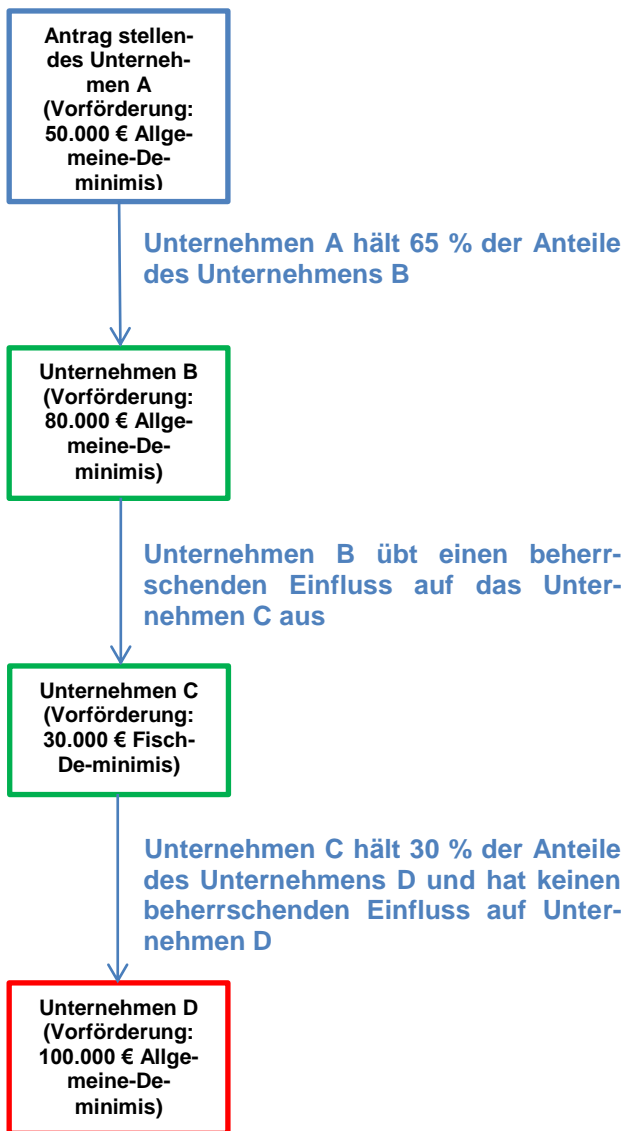 Antrag stellen-
des Unterneh-
men A
(Vorförderung:
50.000 € Allge-
meine-De-
minimis)
Unternehmen A hält 65 % der Anteile
des Unternehmens B
Unternehmen B
(Vorförderung:
80.000 € Allge-
meine-De-
minimis)
Unternehmen B übt einen beherr-
schenden Einfluss auf das Unter-
nehmen C aus
Unternehmen C
(Vorförderung:
30.000 € Fisch-
De-minimis)
Unternehmen C hält 30 % der Anteile
des Unternehmens D und hat keinen
beherrschenden Einfluss auf Unter-
nehmen D
Unternehmen D
(Vorförderung:
100.000 € Allge-
meine-De-
minimis)